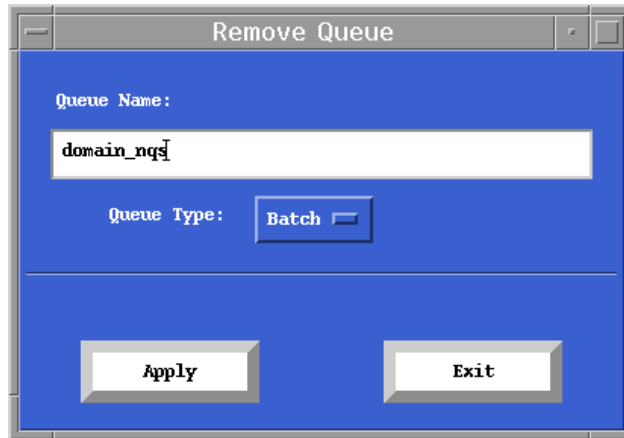 Remove Queue
Queue Name:
domain_nqs
Queue Type: Batch
Apply Exit